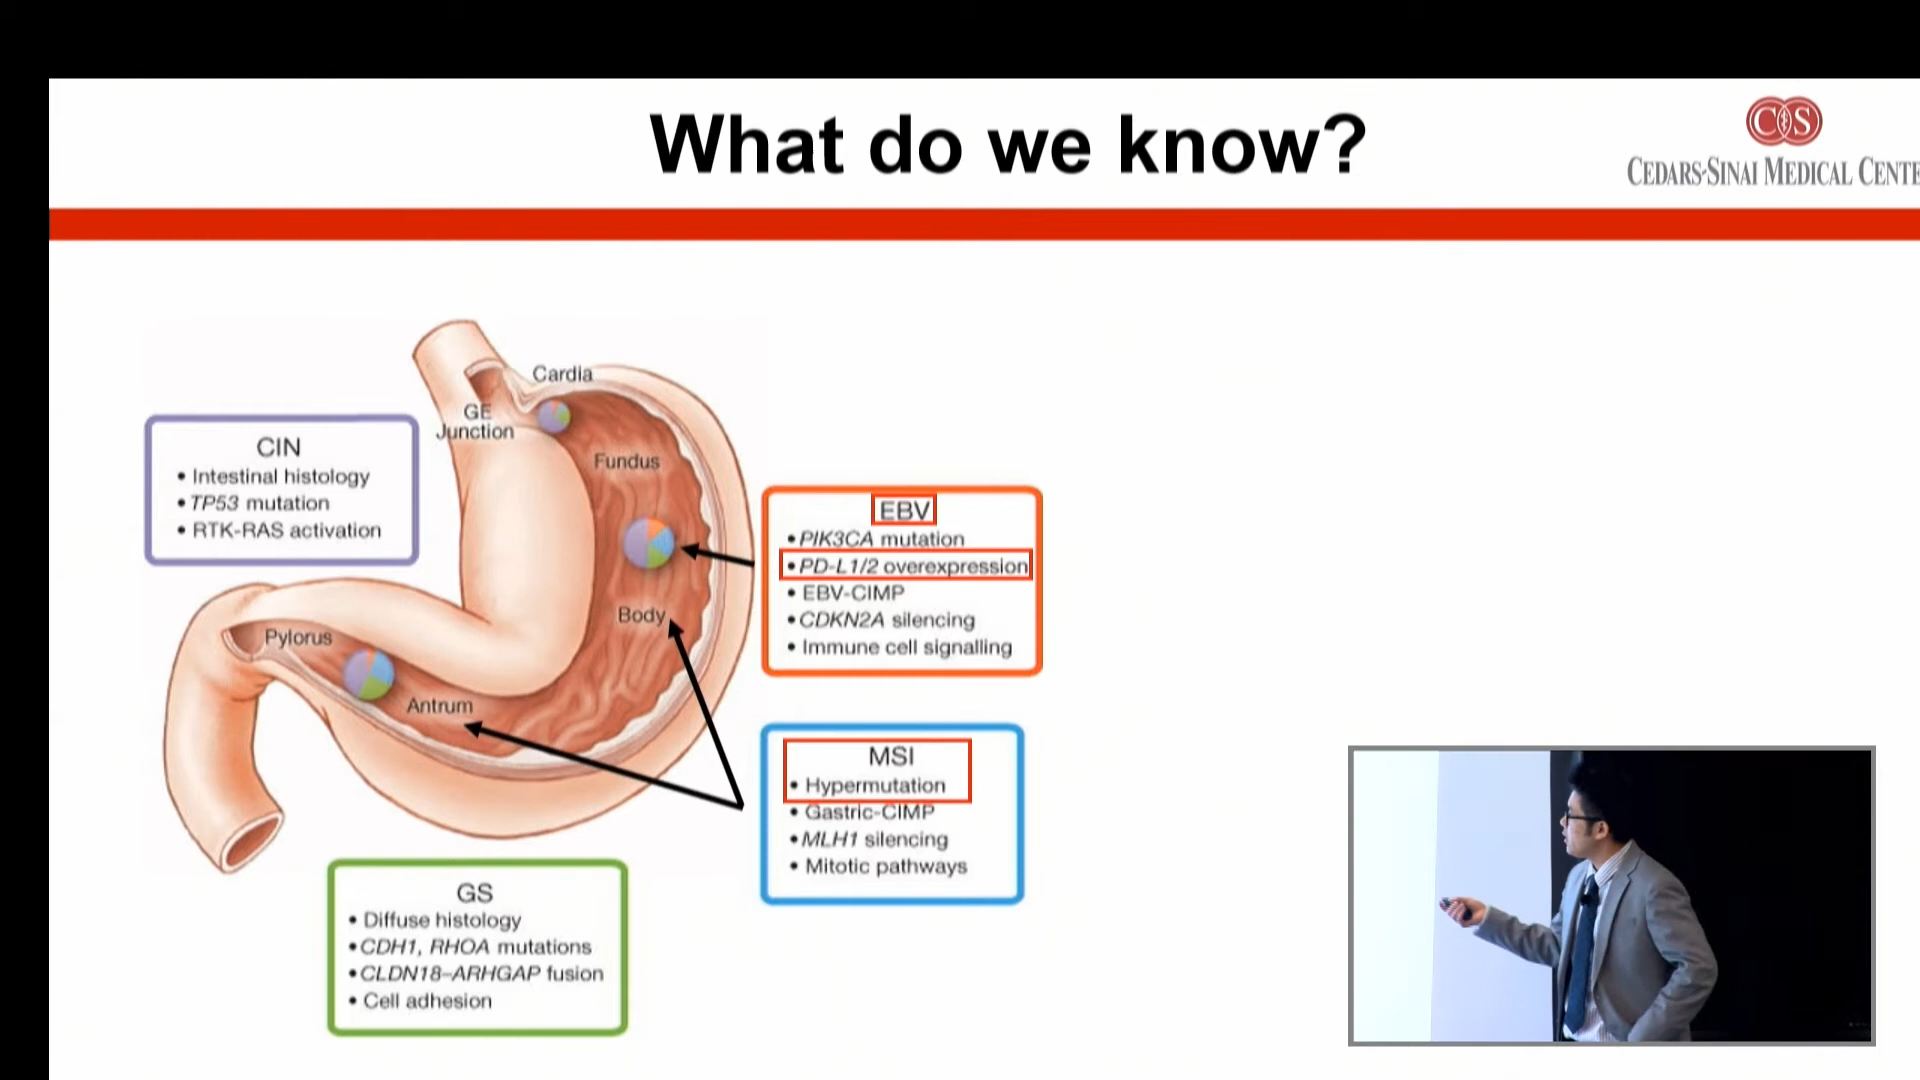 What do we know?
CS
CEDARS-SINAI MEDICAL CENTE
Cardia
GE
Junction
Fundus
Body
Pylorus
Antrum
CIN
• Intestinal histology
• TP53 mutation
• RTK-RAS activation
EBV
• PIK3CA mutation
• PD-L1/2 overexpression
• EBV-CIMP
• CDKN2A silencing
• Immune cell signalling
MSI
• Hypermutation
• Gastric-CIMP
• MLH1 silencing
• Mitotic pathways
GS
• Diffuse histology
• CDH1, RHOA mutations
• CLDN18–ARHGAP fusion
• Cell adhesion